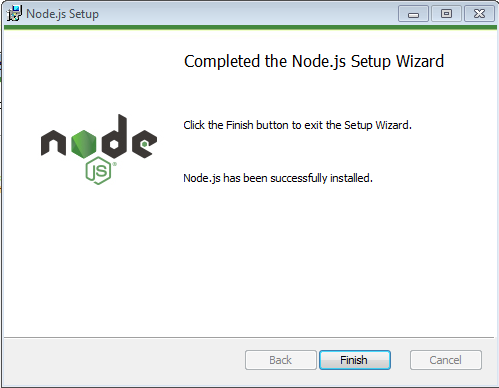 Node.js Setup
Completed the Node.js Setup Wizard
Click the Finish button to exit the Setup Wizard.
node
JS®
Node.js has been successfully installed.
Back
Finish
Cancel